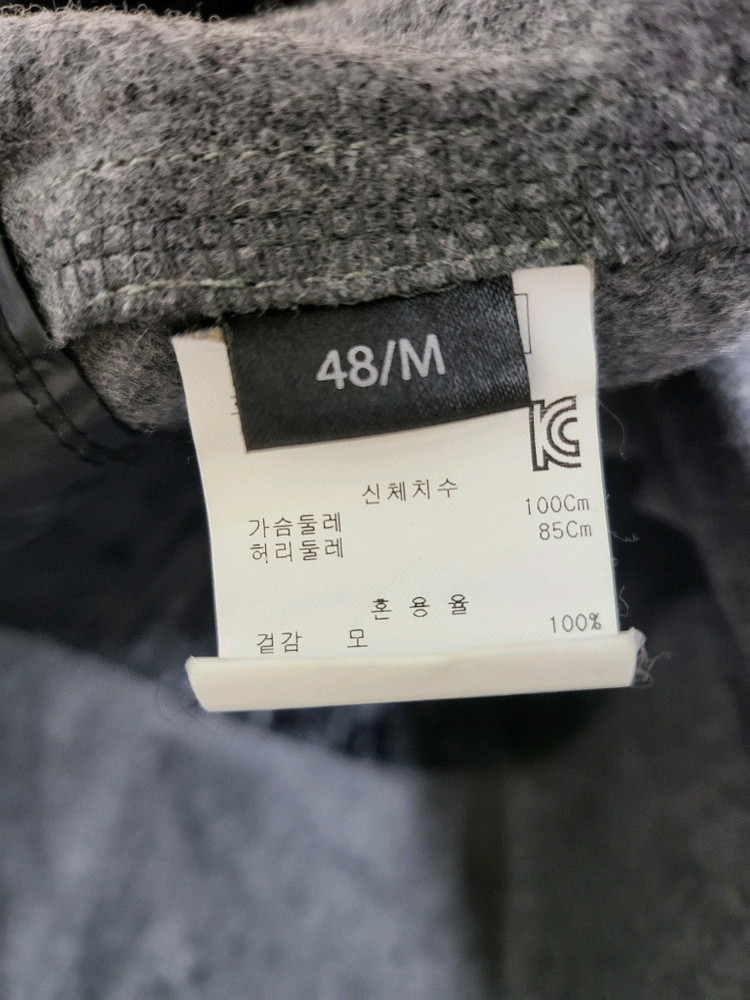 48/M
KC
신체치수
가슴둘레 100Cm
허리둘레 85Cm
혼 용 율
겉감 모 100%